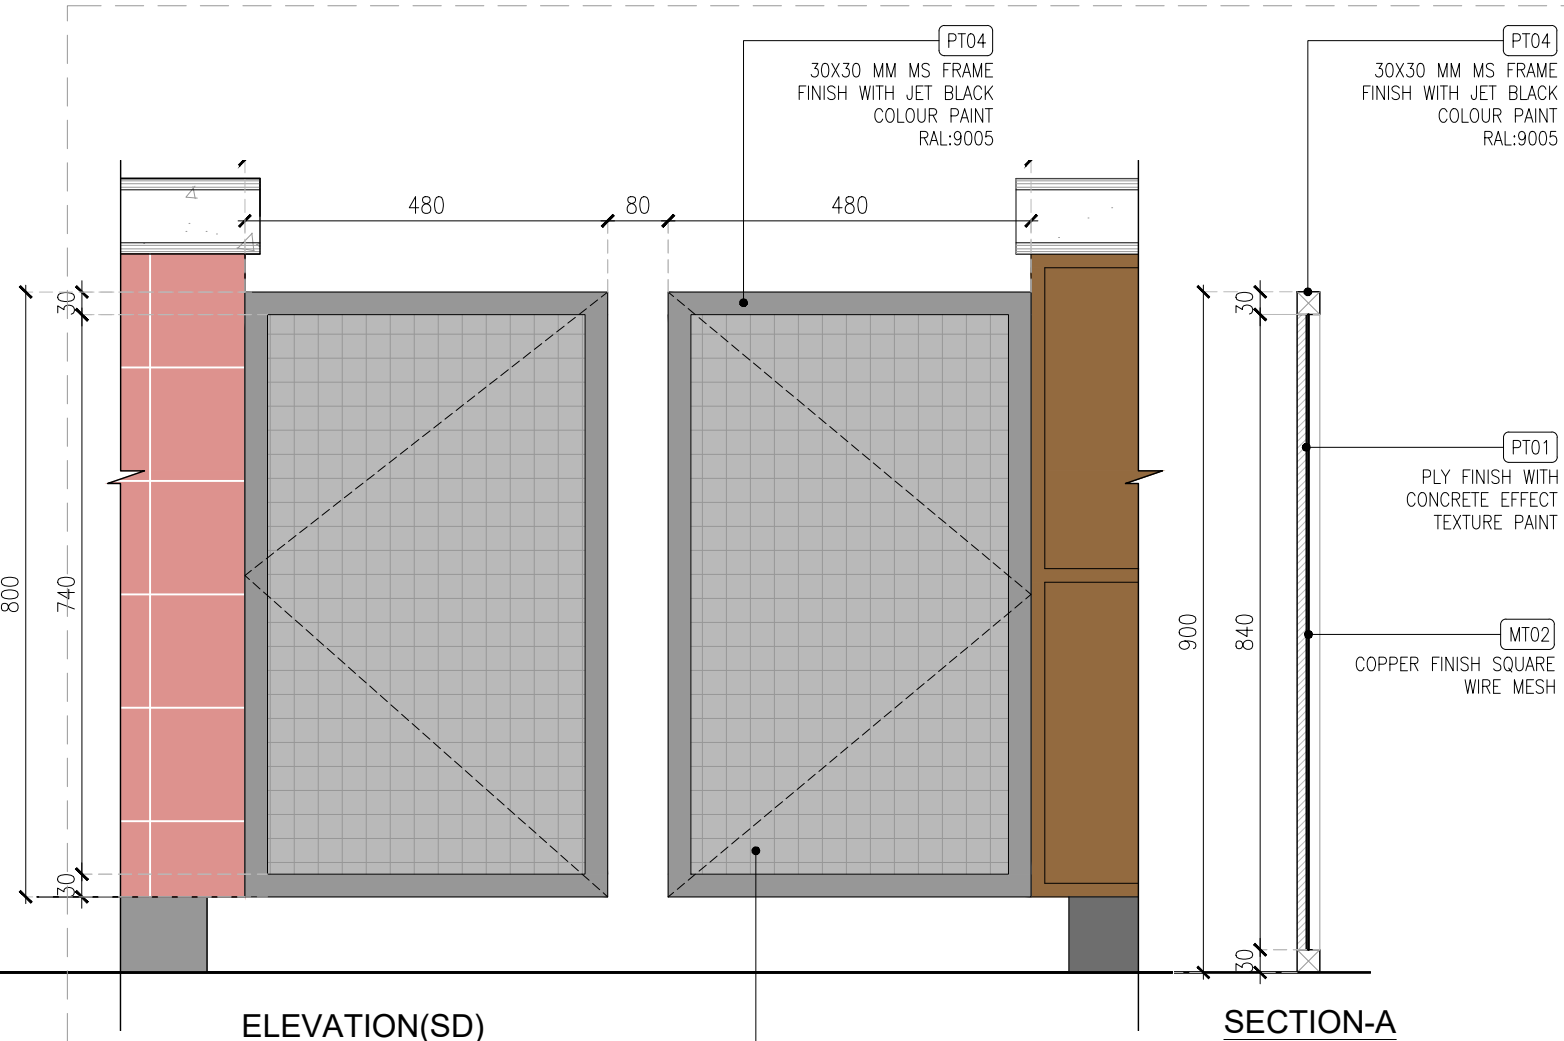 PT04
30X30 MM MS FRAME
FINISH WITH JET BLACK
COLOUR PAINT
RAL:9005
PT04
30X30 MM MS FRAME
FINISH WITH JET BLACK
COLOUR PAINT
RAL:9005
480
80
480
30
30
PT01
PLY FINISH WITH
CONCRETE EFFECT
TEXTURE PAINT
800
740
900
840
MT02
COPPER FINISH SQUARE
WIRE MESH
30
30
ELEVATION(SD)
SECTION-A